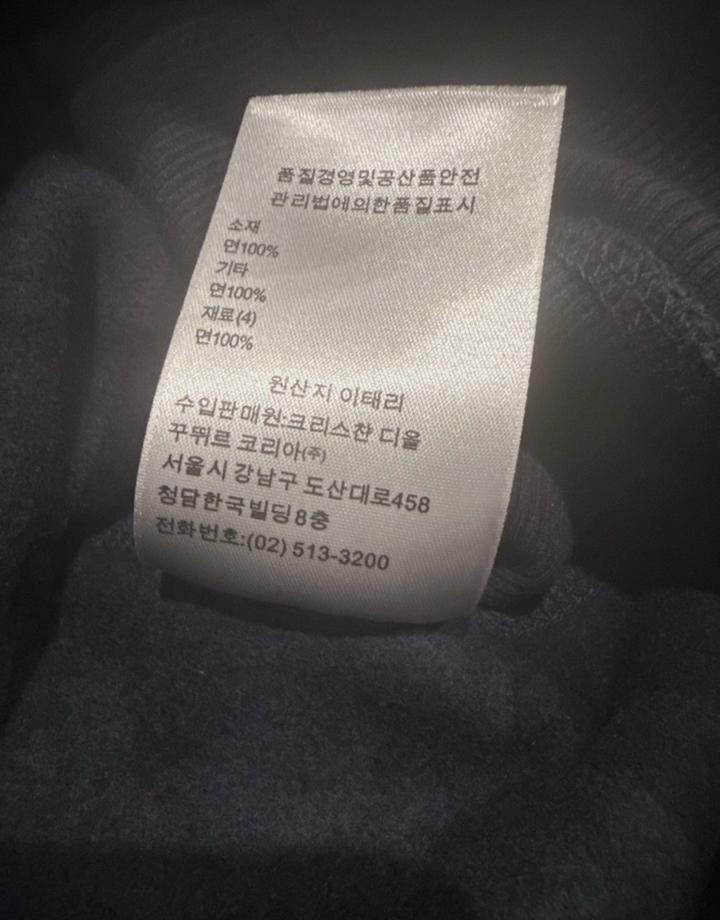 품질경영및공산품안전
관리법에의한품질표시
소재
면100%
기타
면100%
재료(4)
면100%
원산지 이태리
수입판매원:크리스챤 디올
꾸뛰르 코리아(주)
서울시 강남구 도산대로458
청담한국빌딩8층
전화번호:(02) 513-3200